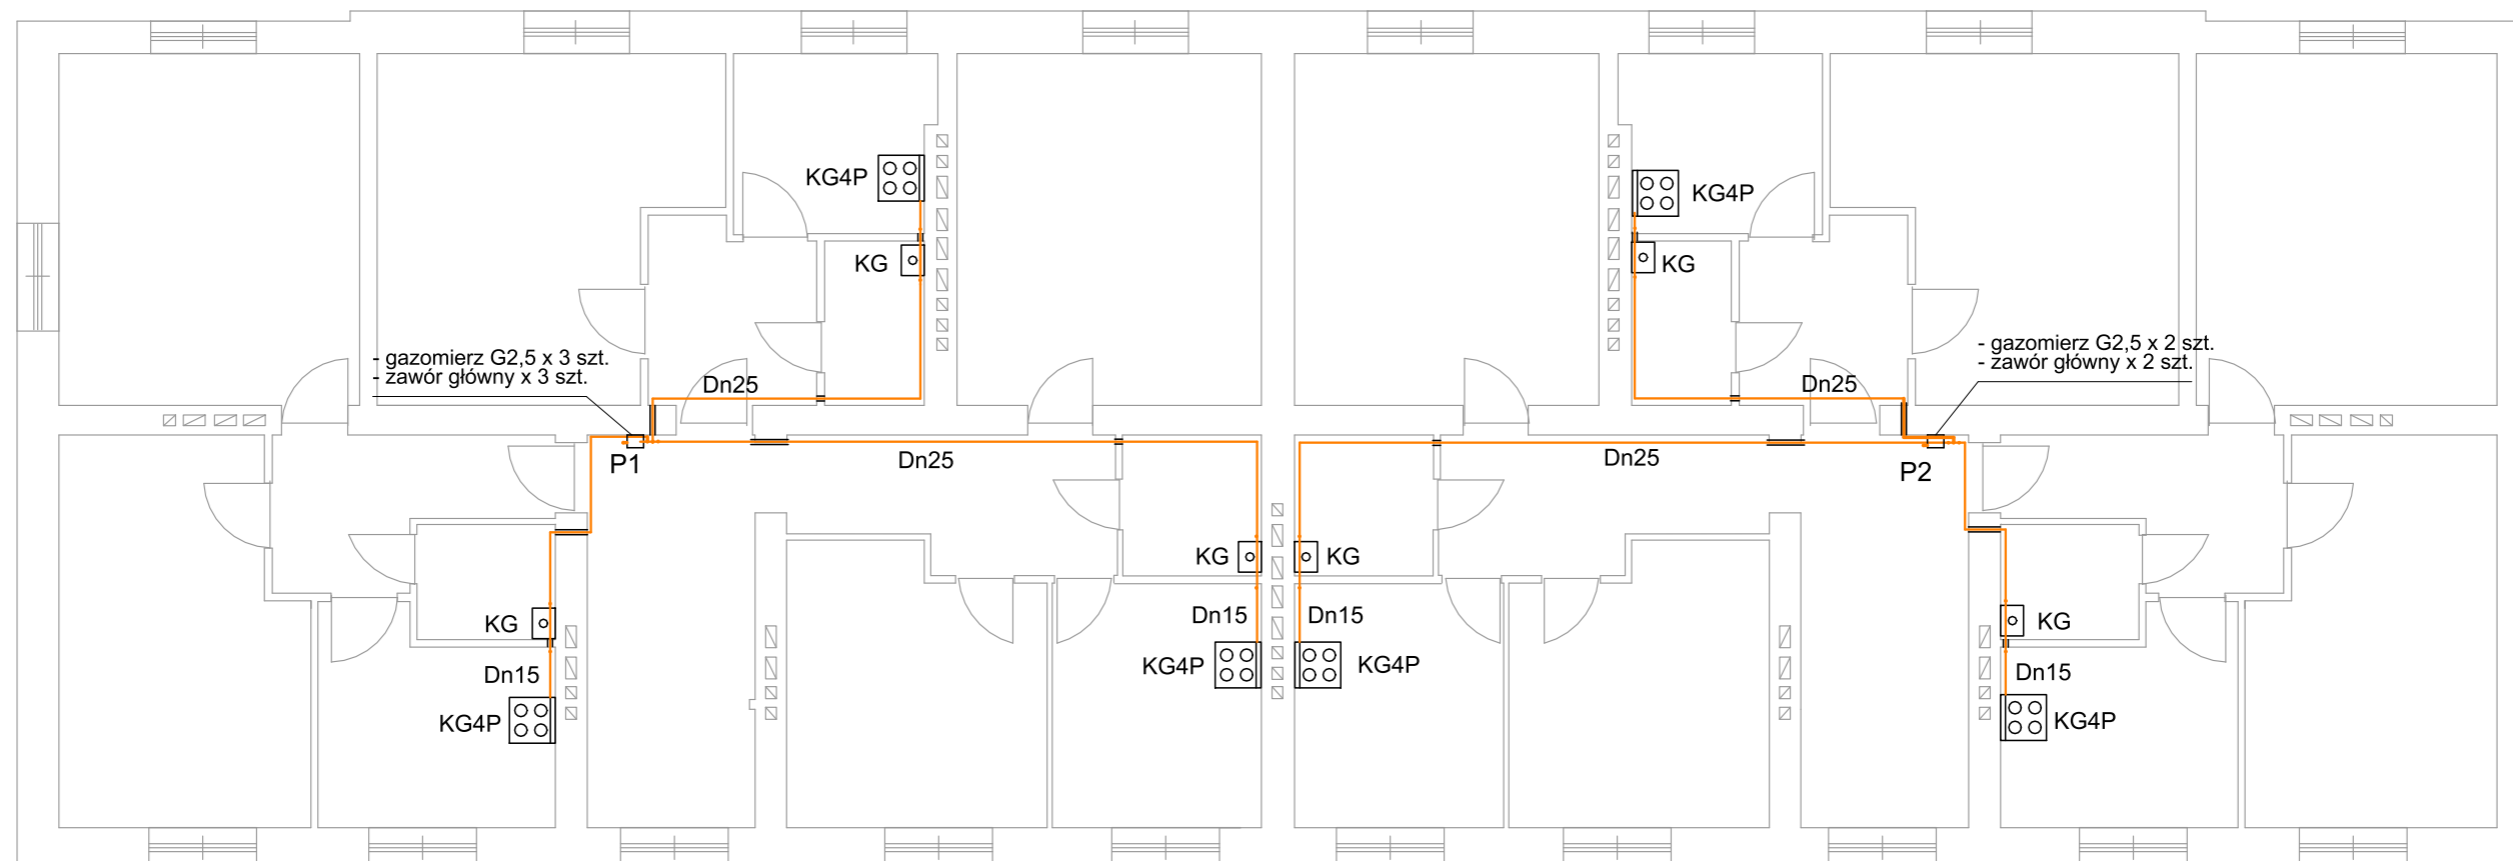 KG4P
KG4P
KG
KG
- gazomierz G2,5 x 3 szt.
- zawór główny x 3 szt.
- gazomierz G2,5 x 2 szt.
- zawór główny x 2 szt.
Dn25
Dn25
P1
Dn25
Dn25
P2
KG
KG
KG
KG
Dn15
Dn15
Dn15
Dn15
KG4P
KG4P
KG4P
KG4P